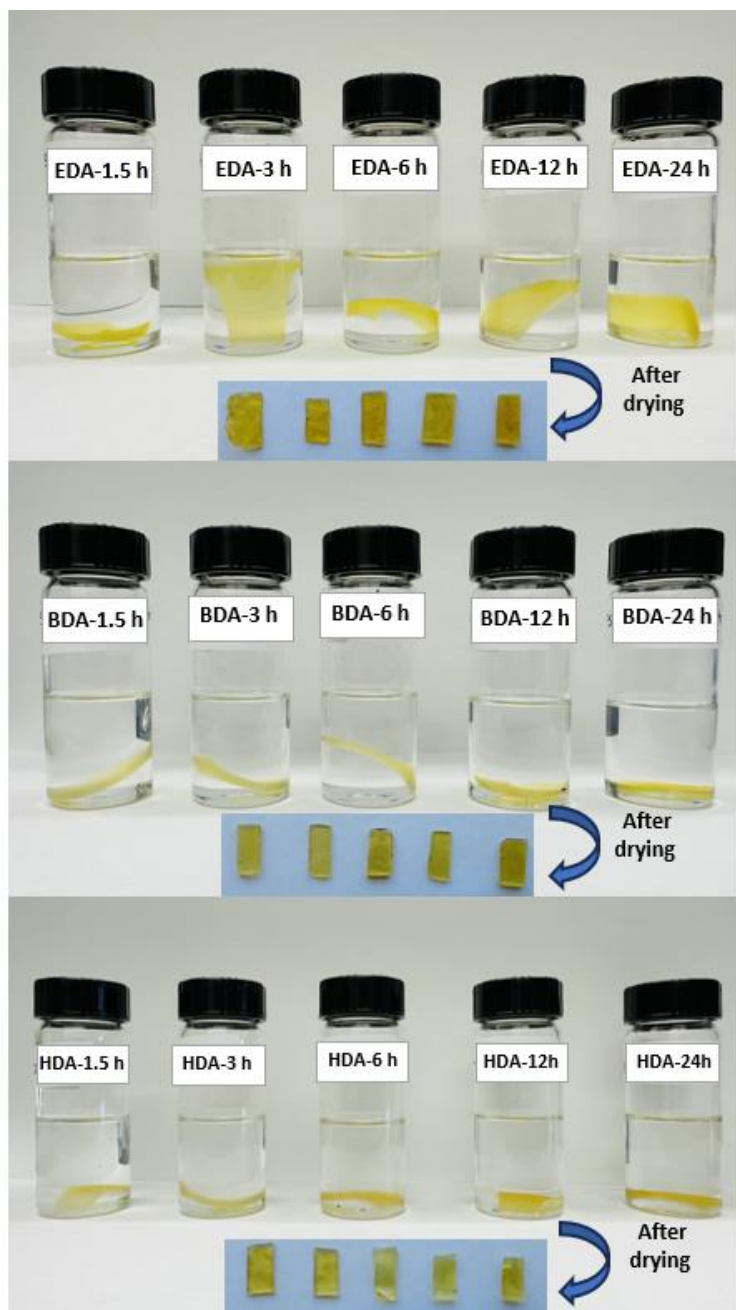 EDA-1.5 h
EDA-3 h
EDA-6 h
EDA-12 h
EDA-24 h
After
drying
BDA-1.5 h
BDA-3 h
BDA-6 h
BDA-12 h
BDA-24 h
After
drying
HDA-1.5 h
HDA-3 h
HDA-6 h
HDA-12h
HDA-24h
After
drying